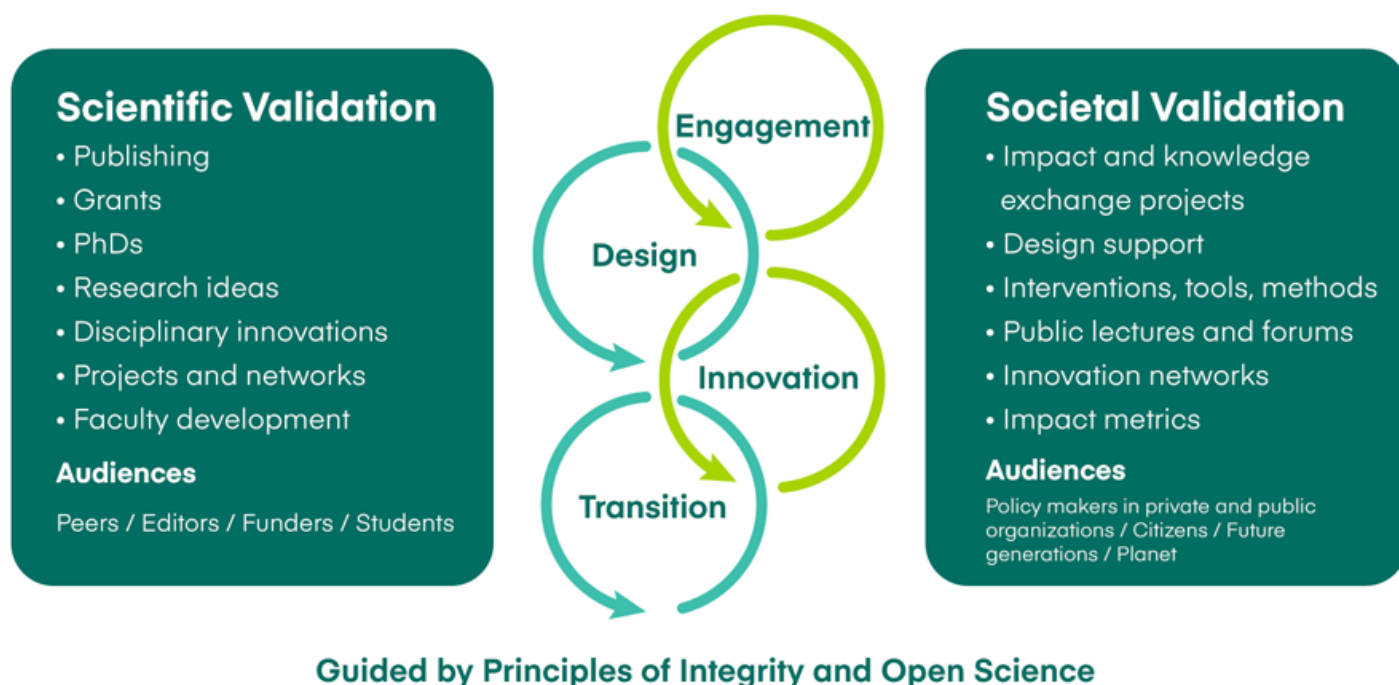 Scientific Validation
• Publishing
• Grants
• PhDs
• Research ideas
• Disciplinary innovations
• Projects and networks
• Faculty development
Audiences
Peers / Editors / Funders / Students
Engagement
Design
Innovation
Transition
Societal Validation
• Impact and knowledge
exchange projects
• Design support
• Interventions, tools, methods
• Public lectures and forums
• Innovation networks
• Impact metrics
Audiences
Policy makers in private and public
organizations / Citizens / Future
generations / Planet
Guided by Principles of Integrity and Open Science